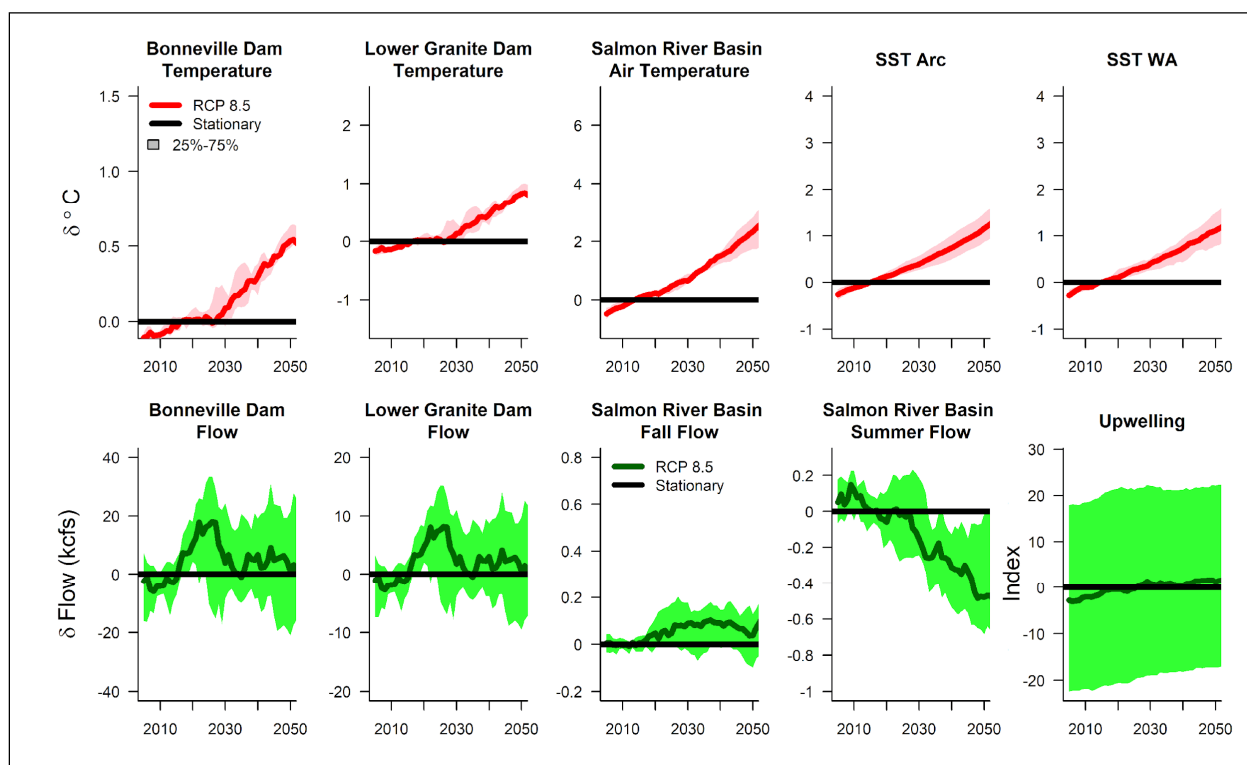 Bonneville Dam
Temperature
Lower Granite Dam
Temperature
Salmon River Basin
Air Temperature
SST Arc
SST WA
δ ° C
1.5
1.0
0.5
0.0
RCP 8.5
Stationary
25%-75%
2010 2030 2050
2
1
0
-1
2010 2030 2050
6
4
2
0
2010 2030 2050
4
3
2
1
0
-1
2010 2030 2050
4
3
2
1
0
-1
2010 2030 2050
Bonneville Dam
Flow
Lower Granite Dam
Flow
Salmon River Basin
Fall Flow
Salmon River Basin
Summer Flow
Upwelling
δ Flow (kcfs)
40
20
0
-20
-40
2010 2030 2050
20
10
0
-10
-20
2010 2030 2050
0.8
0.6
0.4
0.2
0
-0.2
RCP 8.5
Stationary
2010 2030 2050
0.2
0
-0.2
-0.4
-0.6
-0.8
-1
2010 2030 2050
Index
30
20
10
0
-10
-20
2010 2030 2050